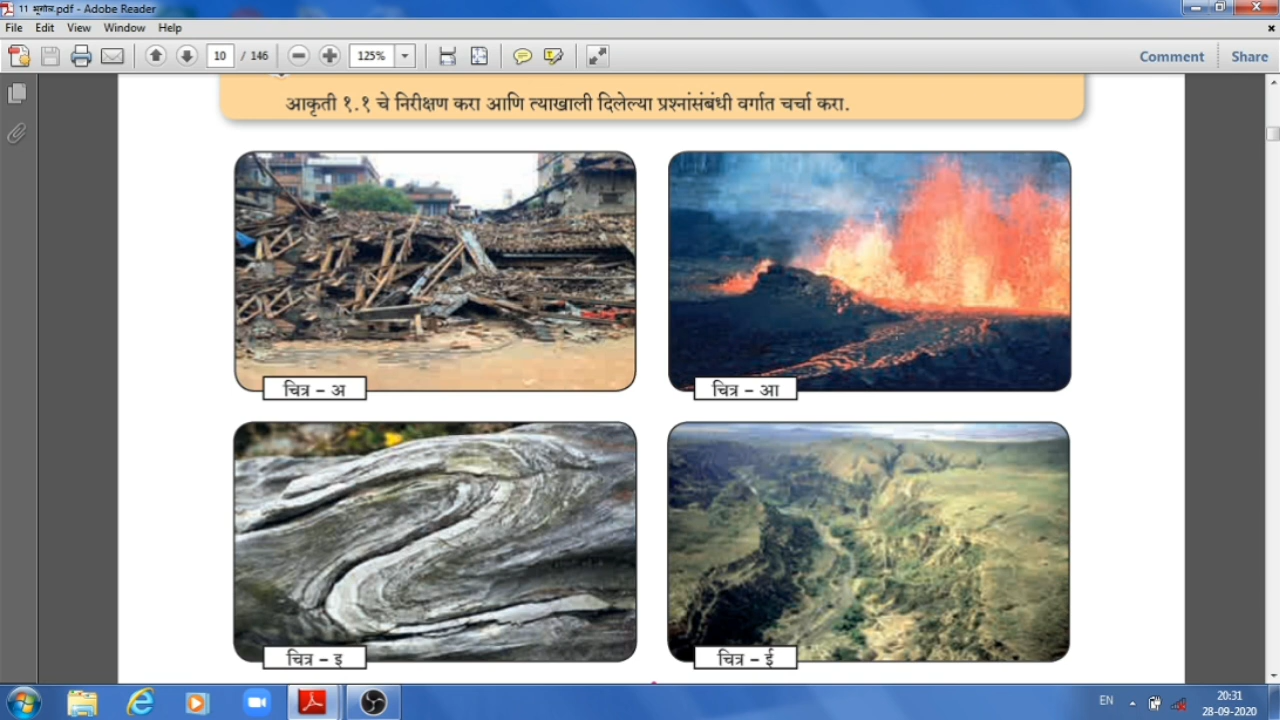 11 भूगोल.pdf - Adobe Reader
File Edit View Window Help
10 / 146 125% Comment Share
आकृती १.१ चे निरीक्षण करा आणि त्याखाली दिलेल्या प्रश्नांसंबंधी वर्गात चर्चा करा.
चित्र – अ
चित्र – आ
चित्र – इ
चित्र – ई
EN
20:31
28-09-2020